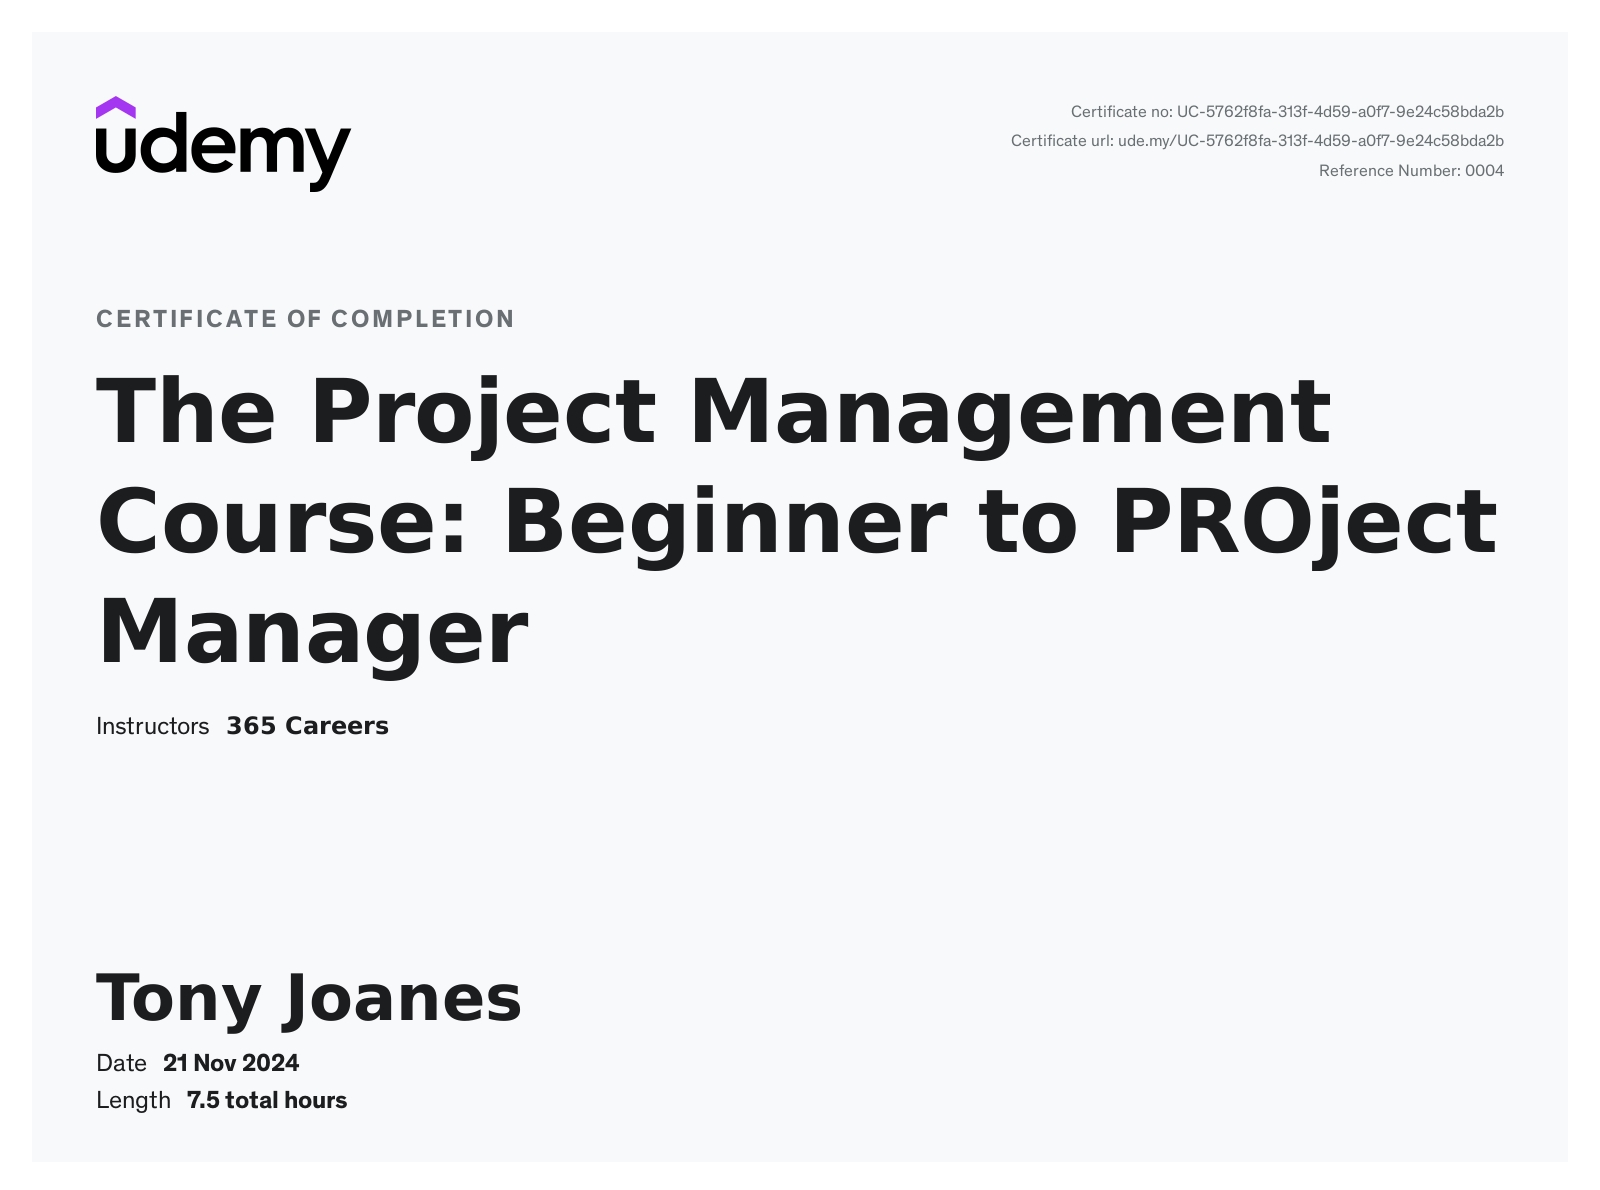 udemy
Certificate no: UC-5762f8fa-313f-4d59-a0f7-9e24c58bda2b
Certificate url: ude.my/UC-5762f8fa-313f-4d59-a0f7-9e24c58bda2b
Reference Number: 0004
CERTIFICATE OF COMPLETION
The Project Management
Course: Beginner to PROject
Manager
Instructors 365 Careers
Tony Joanes
Date 21 Nov 2024
Length 7.5 total hours